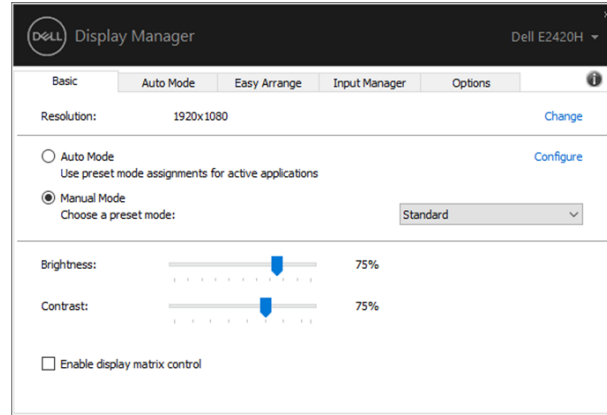 DELL Display Manager Dell E2420H
Basic Auto Mode Easy Arrange Input Manager Options
Resolution: 1920x1080 Change
Auto Mode Configure
Use preset mode assignments for active applications
Manual Mode
Choose a preset mode: Standard
Brightness: 75%
Contrast: 75%
Enable display matrix control